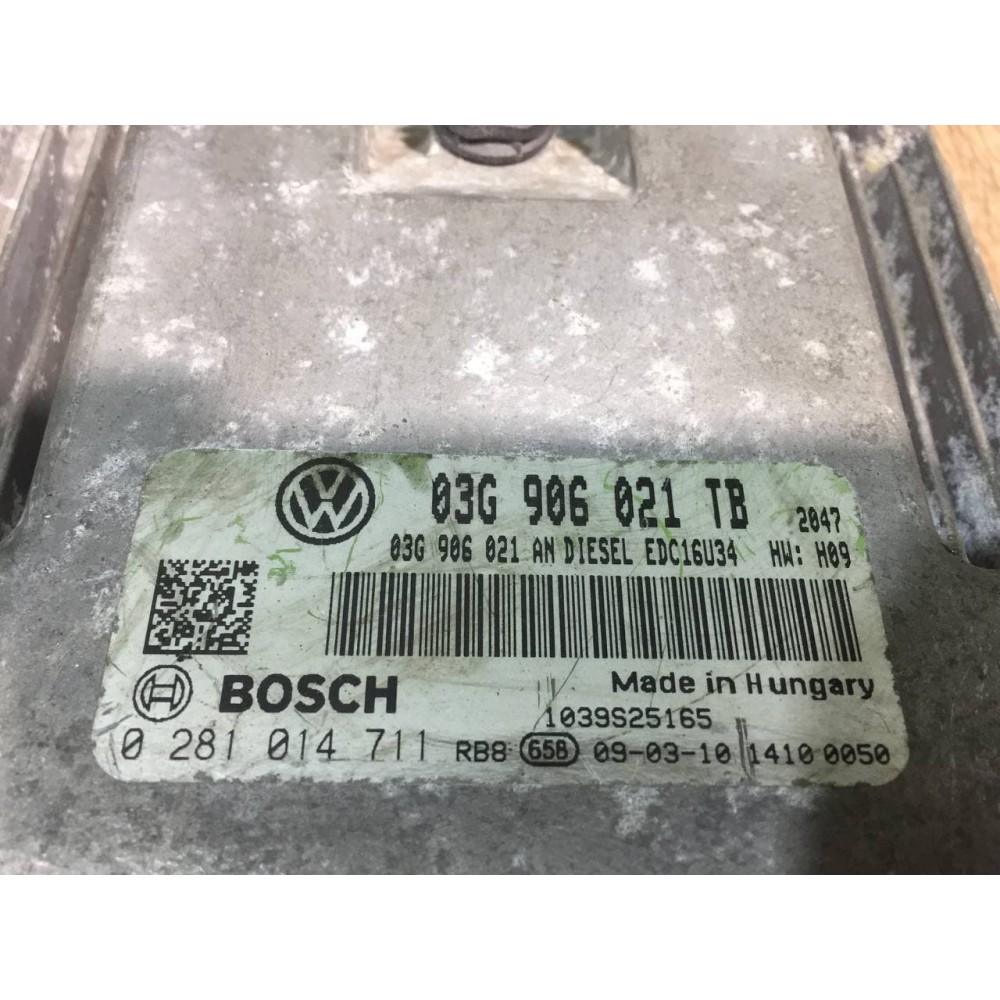 03G 906 021 TB 2047
03G 906 021 AN DIESEL EDC16U34 HW: H09
BOSCH
Made in Hungary
1039S25165
0 281 014 711 RB8 65B 09-03-10 1410 0050